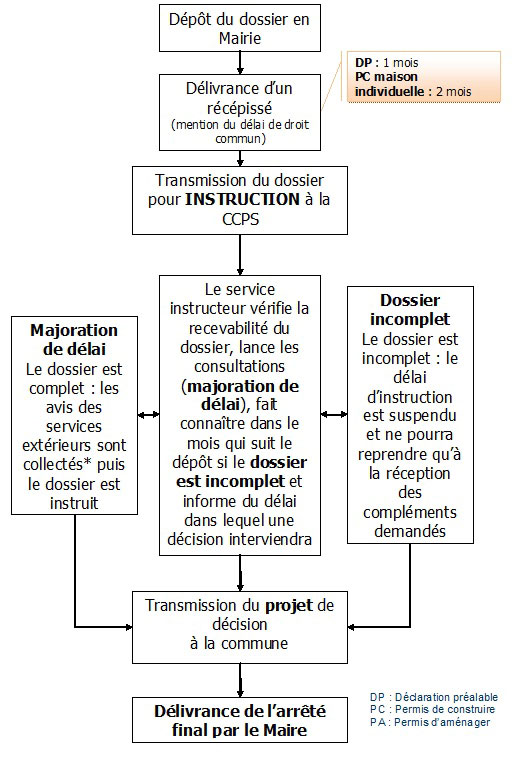 Dépôt du dossier en
Mairie
DP : 1 mois
PC maison
individuelle : 2 mois
Délivrance d'un
récépissé
(mention du délai de droit
commun)
Transmission du dossier
pour INSTRUCTION à la
CCPS
Le service
instructeur vérifie la
recevabilité du
dossier, lance les
consultations
(majoration de
délai), fait
connaître dans le
mois qui suit le
dépôt si le dossier
est incomplet et
informe du délai
dans lequel une
décision interviendra
Majoration
de délai
Le dossier est
complet : les
avis des
services
extérieurs sont
collectés* puis
le dossier est
instruit
Dossier
incomplet
Le dossier est
incomplet : le
délai
d'instruction
est suspendu
et ne pourra
reprendre qu'à
la réception
des
compléments
demandés
Transmission du projet de
décision
à la commune
Délivrance de l'arrêté
final par le Maire
DP : Déclaration préalable
PC : Permis de construire
PA : Permis d'aménager